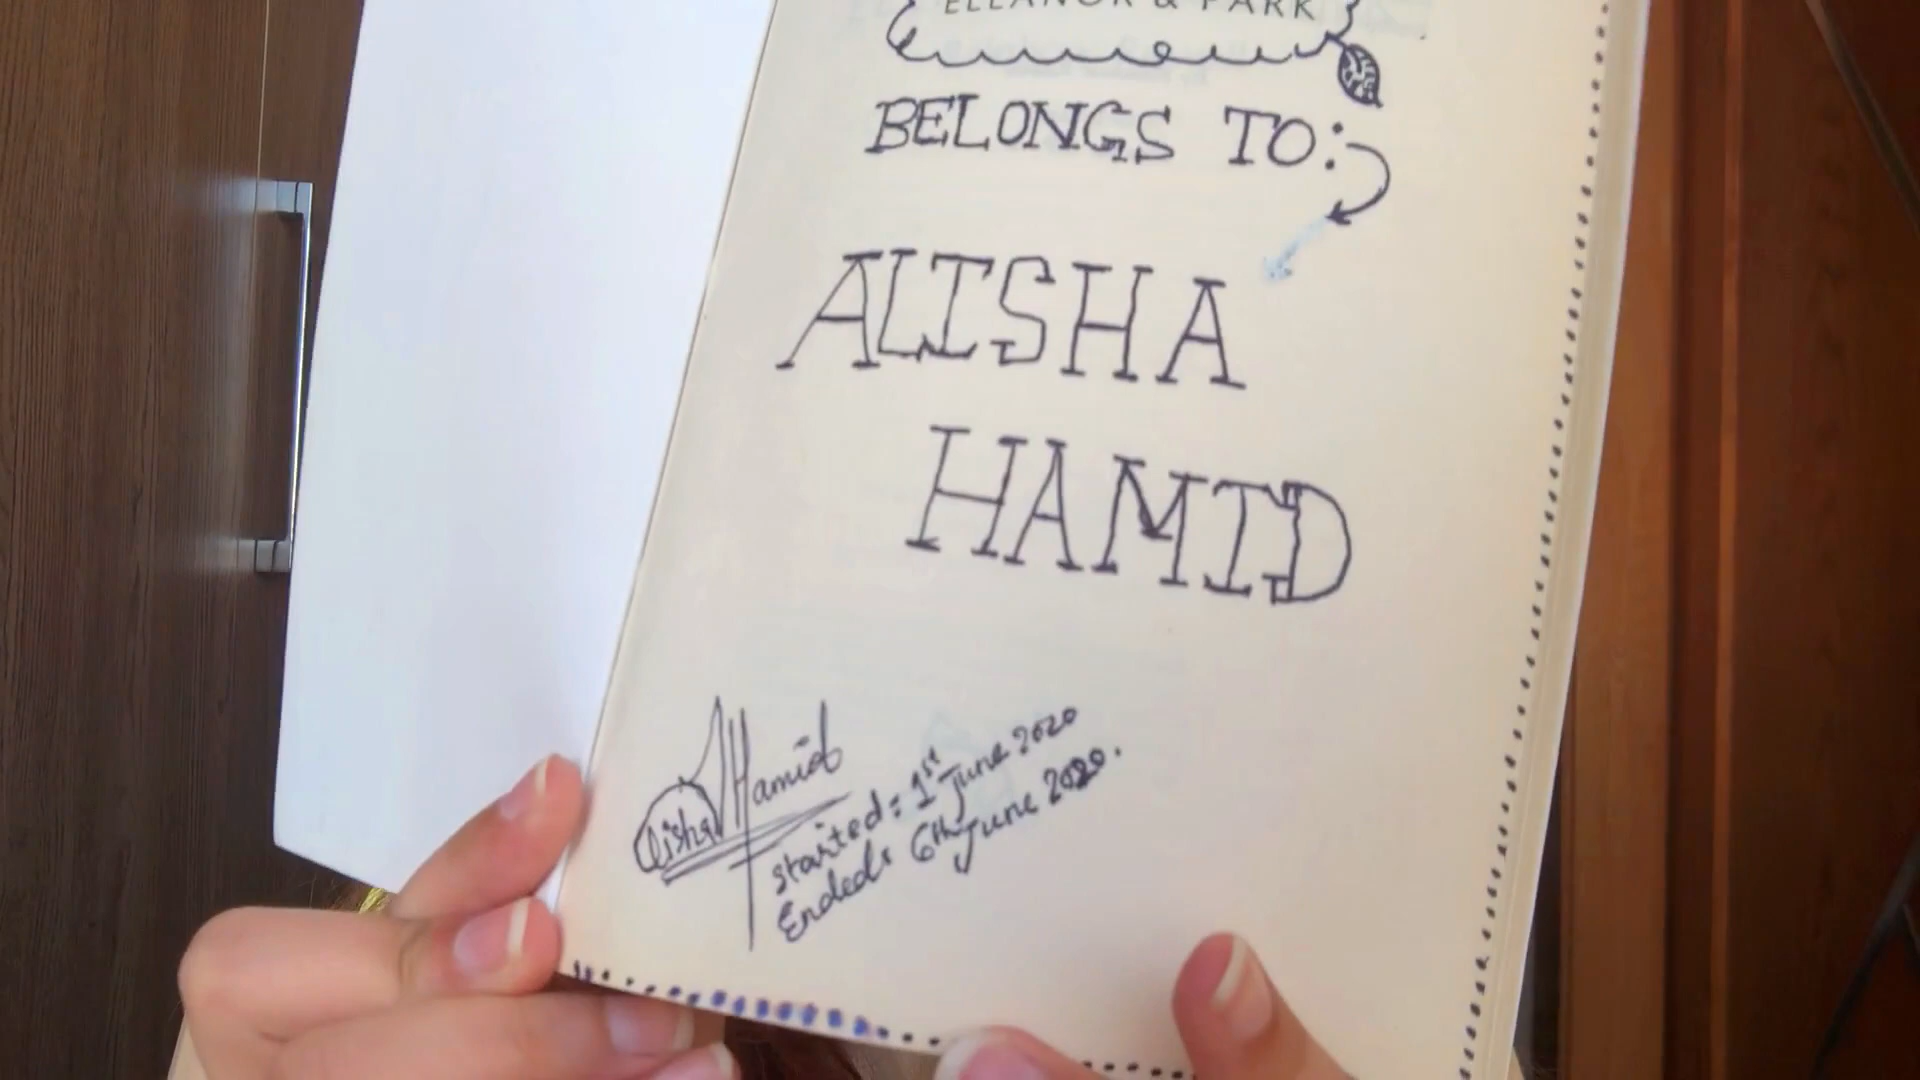 ELEANOR & PARK
BELONGS TO:
ALISHA
HAMID
Alisha Hamid
started: 1st June 2020
Ended: 6th June 2020.